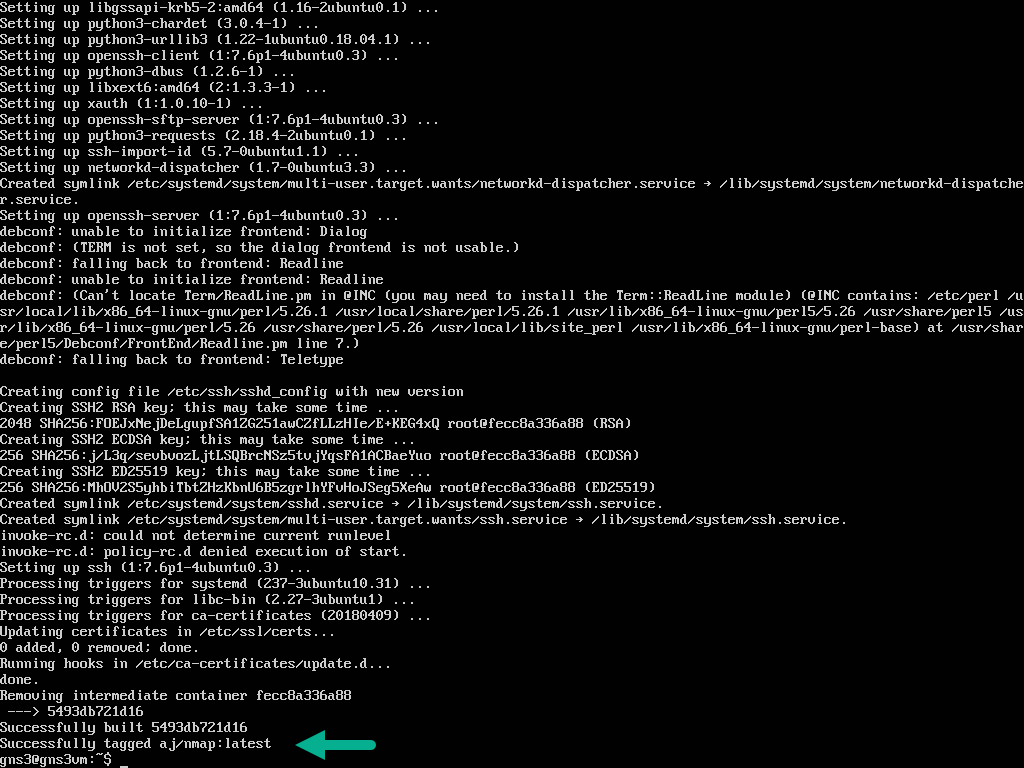 Setting up libgssapi-krb5-2:amd64 (1.16-2ubuntu0.1) ...
Setting up python3-chardet (3.0.4-1) ...
Setting up python3-urllib3 (1.22-1ubuntu0.18.04.1) ...
Setting up openssh-client (1:7.6p1-4ubuntu0.3) ...
Setting up python3-dbus (1.2.6-1) ...
Setting up libxext6:amd64 (2:1.3.3-1) ...
Setting up xauth (1:1.0.10-1) ...
Setting up openssh-sftp-server (1:7.6p1-4ubuntu0.3) ...
Setting up python3-requests (2.18.4-2ubuntu0.1) ...
Setting up ssh-import-id (5.7-0ubuntu1.1) ...
Setting up networkd-dispatcher (1.7-0ubuntu3.3) ...
Created symlink /etc/systemd/system/multi-user.target.wants/networkd-dispatcher.service → /lib/systemd/system/networkd-dispatche
r.service.
Setting up openssh-server (1:7.6p1-4ubuntu0.3) ...
debconf: unable to initialize frontend: Dialog
debconf: (TERM is not set, so the dialog frontend is not usable.)
debconf: falling back to frontend: Readline
debconf: unable to initialize frontend: Readline
debconf: (Can't locate Term/ReadLine.pm in @INC (you may need to install the Term::ReadLine module) (@INC contains: /etc/perl /u
sr/local/lib/x86_64-linux-gnu/perl/5.26.1 /usr/local/share/perl/5.26.1 /usr/lib/x86_64-linux-gnu/perl5/5.26 /usr/share/perl5 /us
r/lib/x86_64-linux-gnu/perl/5.26 /usr/share/perl/5.26 /usr/local/lib/site_perl /usr/lib/x86_64-linux-gnu/perl-base) at /usr/shar
e/perl5/Debconf/FrontEnd/Readline.pm line 7.)
debconf: falling back to frontend: Teletype
Creating config file /etc/ssh/sshd_config with new version
Creating SSH2 RSA key; this may take some time ...
2048 SHA256:FOEJxNejDeLgupfSA1ZG251awCZfLLzHIe/E+KEG4xQ root@fecc8a336a88 (RSA)
Creating SSH2 ECDSA key; this may take some time ...
256 SHA256:j/L3q/sevbvozLjtLSQBrcNSz5tvjYqsFA1ACBaeYuo root@fecc8a336a88 (ECDSA)
Creating SSH2 ED25519 key; this may take some time ...
256 SHA256:MhOV2S5yhbiTbtZHzKbnU6B5zgrlhYFvHoJSeg5XeAw root@fecc8a336a88 (ED25519)
Created symlink /etc/systemd/system/sshd.service → /lib/systemd/system/ssh.service.
Created symlink /etc/systemd/system/multi-user.target.wants/ssh.service → /lib/systemd/system/ssh.service.
invoke-rc.d: could not determine current runlevel
invoke-rc.d: policy-rc.d denied execution of start.
Setting up ssh (1:7.6p1-4ubuntu0.3) ...
Processing triggers for systemd (237-3ubuntu10.31) ...
Processing triggers for libc-bin (2.27-3ubuntu1) ...
Processing triggers for ca-certificates (20180409) ...
Updating certificates in /etc/ssl/certs...
0 added, 0 removed; done.
Running hooks in /etc/ca-certificates/update.d...
done.
Removing intermediate container fecc8a336a88
---> 5493db721d16
Successfully built 5493db721d16
Successfully tagged aj/nmap:latest
gns3@gns3vm:~$ _